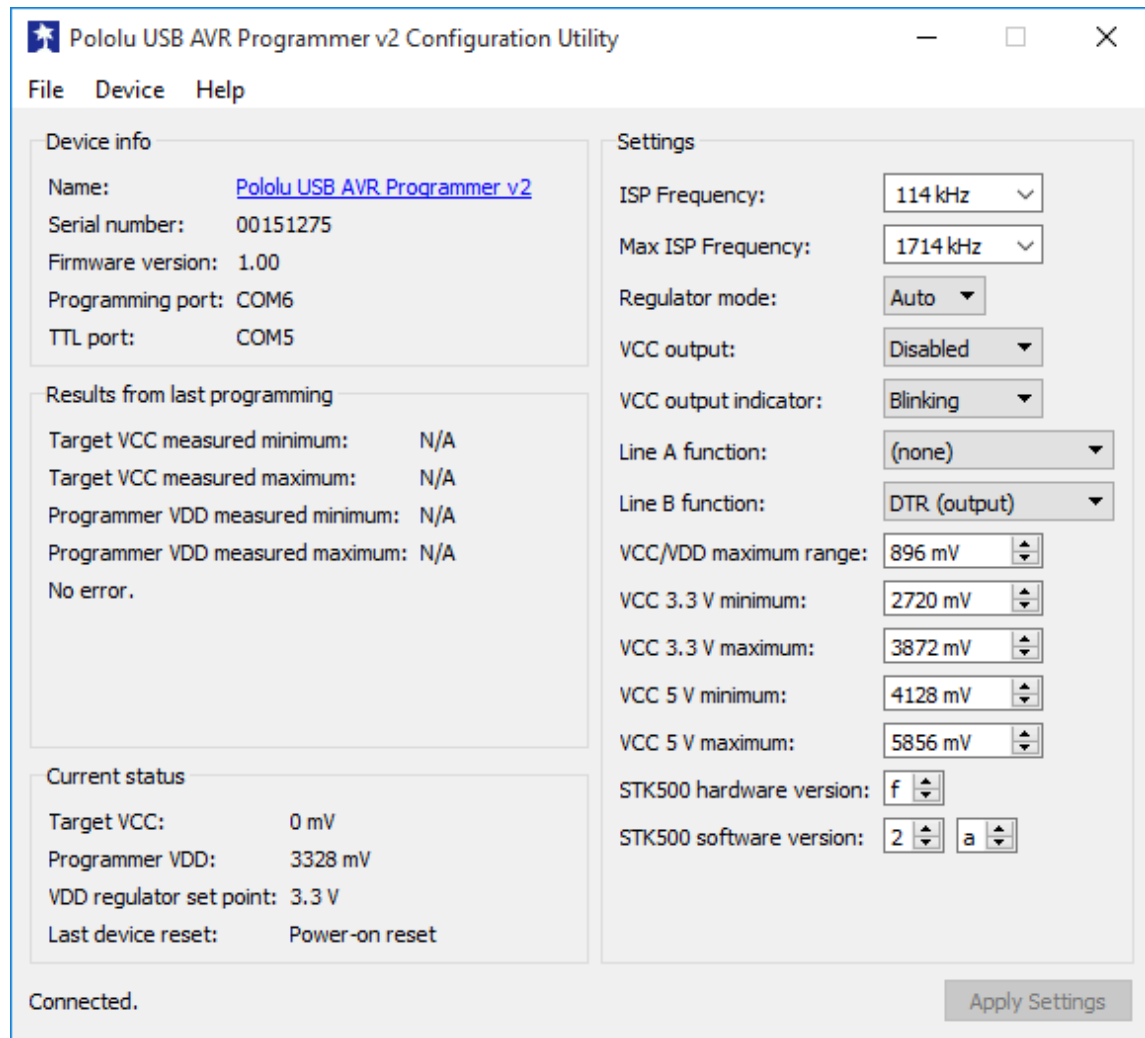 Pololu USB AVR Programmer v2 Configuration Utility
File Device Help
Device info
Name: Pololu USB AVR Programmer v2
Serial number: 00151275
Firmware version: 1.00
Programming port: COM6
TTL port: COM5
Results from last programming
Target VCC measured minimum: N/A
Target VCC measured maximum: N/A
Programmer VDD measured minimum: N/A
Programmer VDD measured maximum: N/A
No error.
Current status
Target VCC: 0 mV
Programmer VDD: 3328 mV
VDD regulator set point: 3.3 V
Last device reset: Power-on reset
Settings
ISP Frequency: 114 kHz
Max ISP Frequency: 1714 kHz
Regulator mode: Auto
VCC output: Disabled
VCC output indicator: Blinking
Line A function: (none)
Line B function: DTR (output)
VCC/VDD maximum range: 896 mV
VCC 3.3 V minimum: 2720 mV
VCC 3.3 V maximum: 3872 mV
VCC 5 V minimum: 4128 mV
VCC 5 V maximum: 5856 mV
STK500 hardware version: f
STK500 software version: 2 a
Connected.
Apply Settings